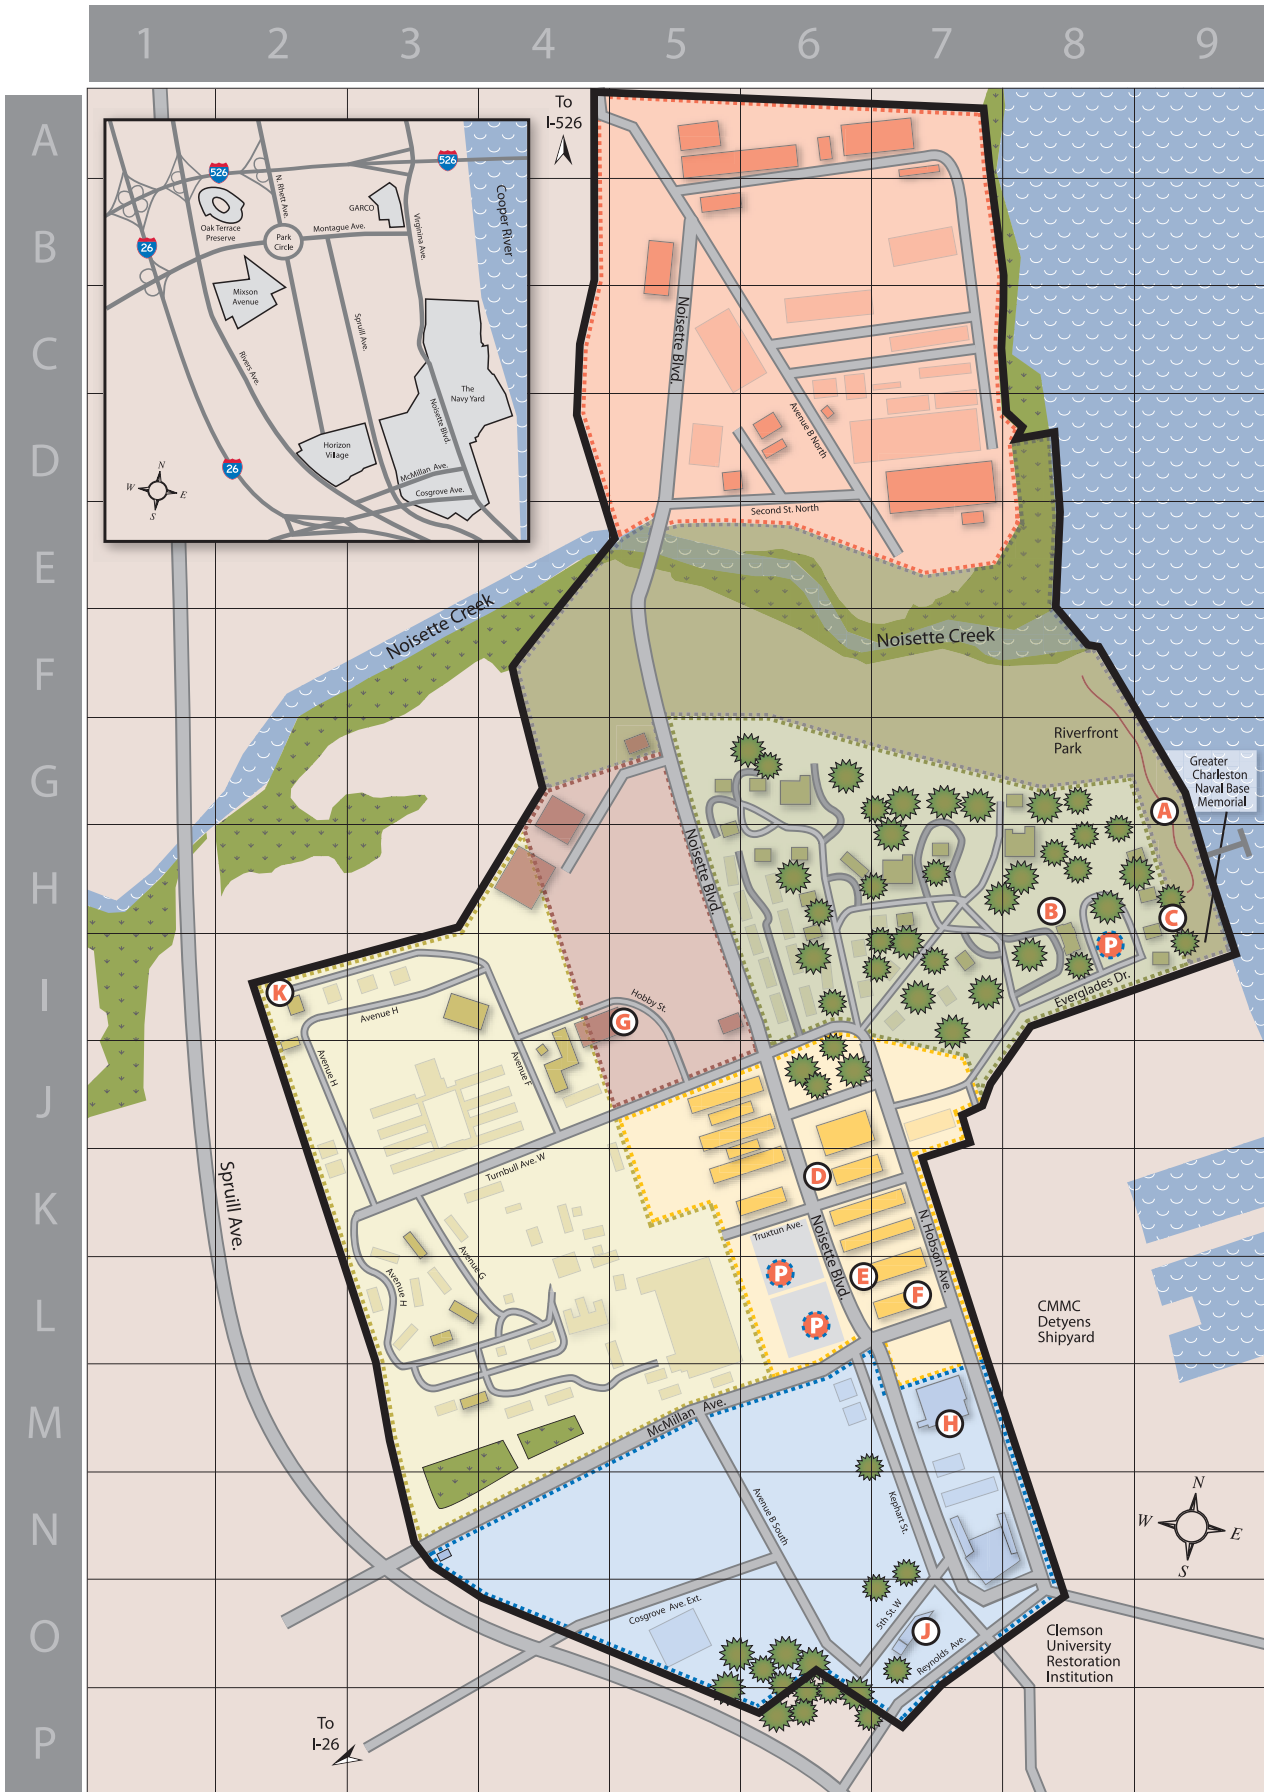 1 2 3 4 5 6 7 8 9
A
B
C
D
E
F
G
H
I
J
K
L
M
N
O
P
To
I-526
526
526
26
26
N. Rhett Ave.
GARCO
Oak Terrace
Preserve
Park
Circle
Montague Ave.
Virginina Ave.
Cooper River
Mixson
Avenue
Rivers Ave.
Spruill Ave.
The
Navy Yard
Noisette Blvd.
Horizon
Village
McMillan Ave.
Cosgrove Ave.
N
W
E
S
Noisette Blvd.
Avenue B North
Second St. North
Noisette Creek
Noisette Creek
Riverfront
Park
Greater
Charleston
Naval Base
Memorial
A
Noisette Blvd.
B
C
P
Everglades Dr.
K
Avenue H
Avenue H
Avenue F
Hobby St.
G
Turnbull Ave. W
Spruill Ave.
D
Truxtun Ave.
Noisette Blvd.
N. Hobson Ave.
P
E
F
P
Avenue G
Avenue H
CMMC
Detyens
Shipyard
McMillan Ave.
H
Avenue B South
Kephart St.
N
W
E
S
Cosgrove Ave. Ext.
5th St. W
J
Reynolds Ave.
Clemson
University
Restoration
Institution
To
I-26